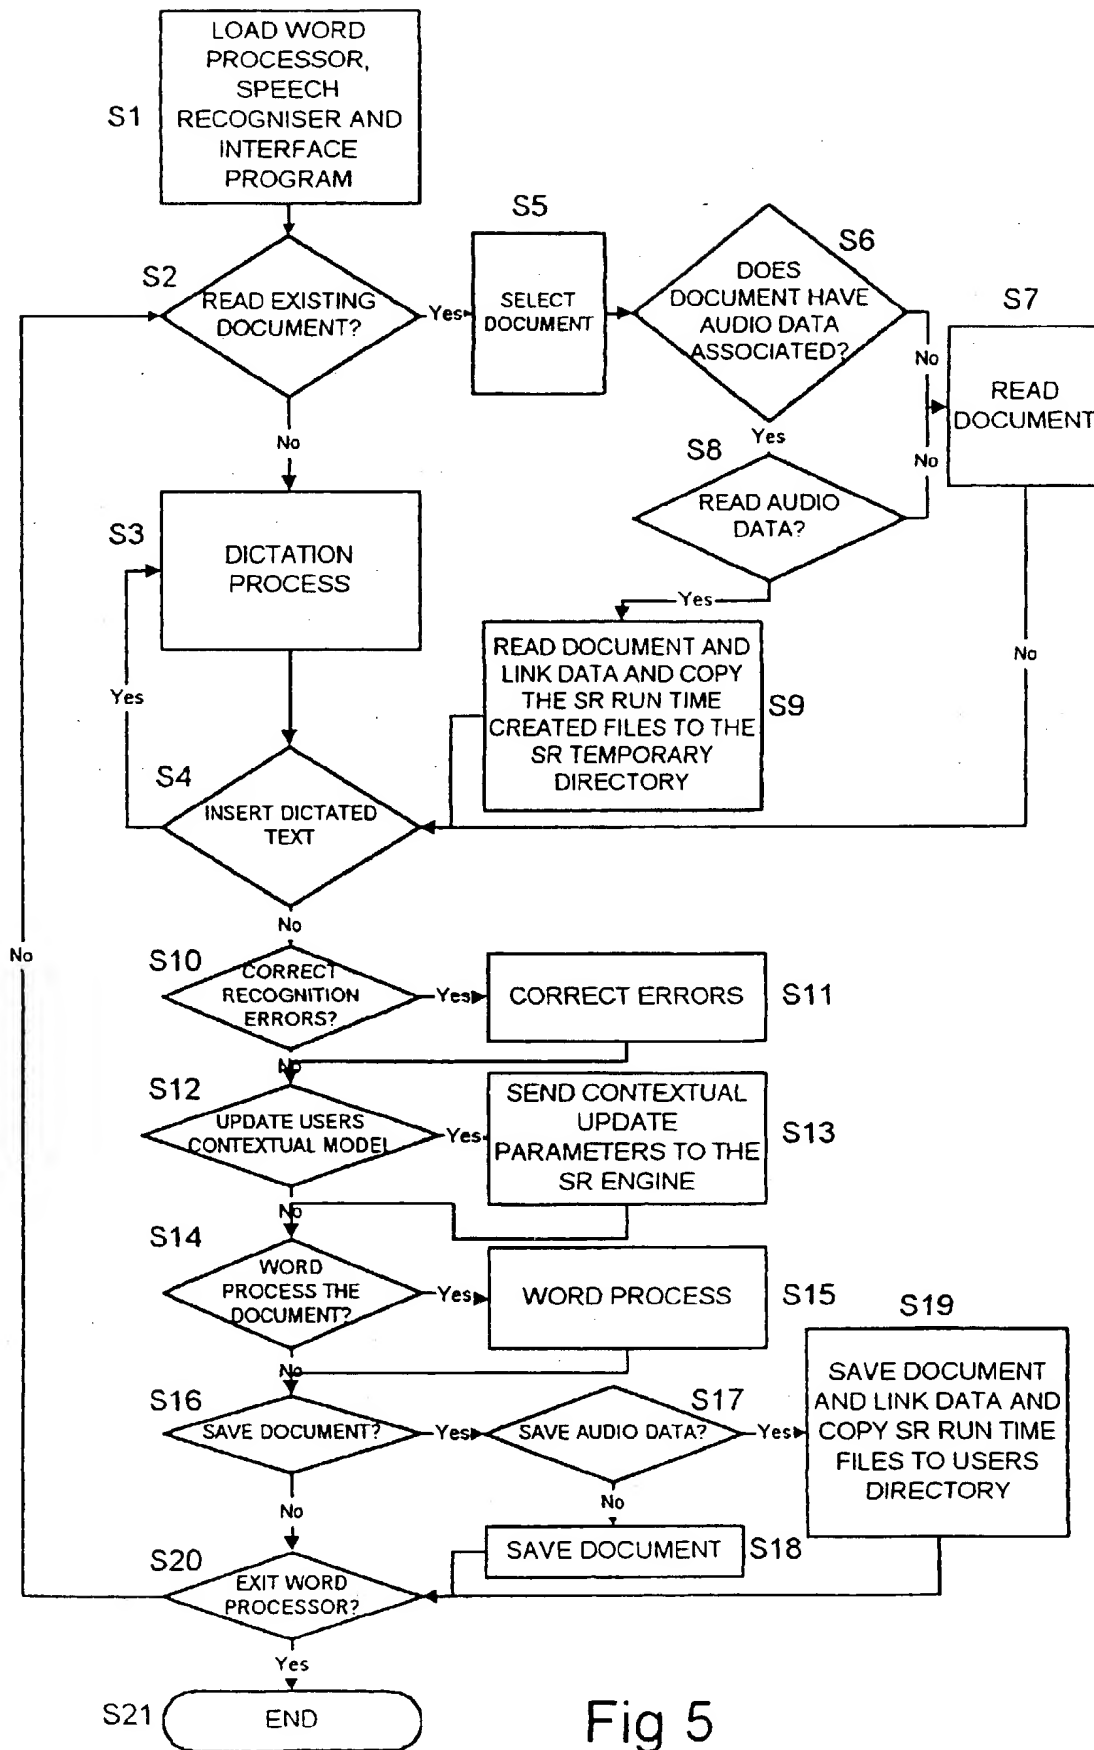 LOAD WORD
PROCESSOR,
SPEECH
RECOGNISER AND
INTERFACE
PROGRAM
S1
S2
READ EXISTING
DOCUMENT?
Yes
No
S5
SELECT
DOCUMENT
S6
DOES
DOCUMENT HAVE
AUDIO DATA
ASSOCIATED?
No
Yes
S7
READ
DOCUMENT
No
S8
READ AUDIO
DATA?
No
Yes
S3
DICTATION
PROCESS
Yes
READ DOCUMENT AND
LINK DATA AND COPY
THE SR RUN TIME
CREATED FILES TO THE
SR TEMPORARY
DIRECTORY
S9
S4
INSERT DICTATED
TEXT
No
No
S10
CORRECT
RECOGNITION
ERRORS?
Yes
CORRECT ERRORS
S11
No
S12
UPDATE USERS
CONTEXTUAL MODEL
Yes
SEND CONTEXTUAL
UPDATE
PARAMETERS TO THE
SR ENGINE
S13
No
S14
WORD
PROCESS THE
DOCUMENT?
Yes
WORD PROCESS
S15
No
S16
SAVE DOCUMENT?
Yes
S17
SAVE AUDIO DATA?
Yes
S19
SAVE DOCUMENT
AND LINK DATA AND
COPY SR RUN TIME
FILES TO USERS
DIRECTORY
No
No
SAVE DOCUMENT
S18
S20
EXIT WORD
PROCESSOR?
Yes
S21
END
Fig 5